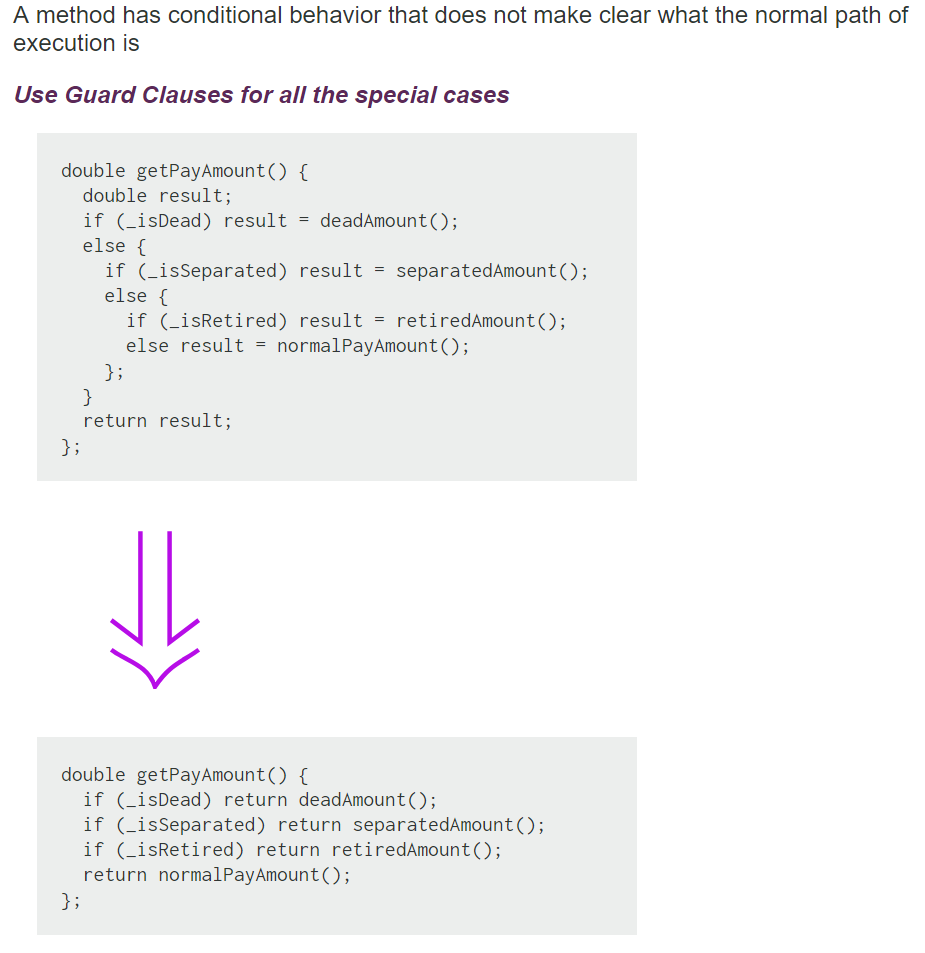 A method has conditional behavior that does not make clear what the normal path of
execution is
Use Guard Clauses for all the special cases
double getPayAmount() {
  double result;
  if (_isDead) result = deadAmount();
  else {
    if (_isSeparated) result = separatedAmount();
    else {
      if (_isRetired) result = retiredAmount();
      else result = normalPayAmount();
    };
  }
  return result;
};
double getPayAmount() {
  if (_isDead) return deadAmount();
  if (_isSeparated) return separatedAmount();
  if (_isRetired) return retiredAmount();
  return normalPayAmount();
};